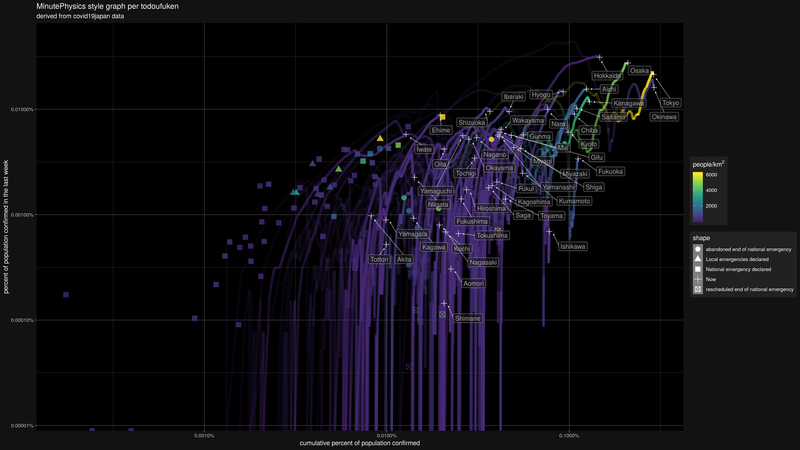 MinutePhysics style graph per todoufuken
derived from covid19japan data
percent of population confirmed in the last week
0.01000%
0.00100%
0.00010%
0.00001%
0.0010%
0.0100%
0.1000%
cumulative percent of population confirmed
Hokkaido
Osaka
Tokyo
Okinawa
Aichi
Kanagawa
Saitama
Hyogo
Ibaraki
Wakayama
Shizuoka
Ehime
Nara
Chiba
Kyoto
Gunma
Mie
Gifu
Iwate
Oita
Nagano
Miyagi
Okayama
Tochigi
Fukuoka
Miyazaki
Yamanashi
Shiga
Kumamoto
Fukui
Kagoshima
Yamaguchi
Niigata
Hiroshima
Saga
Toyama
Fukushima
Tokushima
Ishikawa
Yamagata
Kagawa
Kochi
Tottori
Akita
Nagasaki
Aomori
Shimane
people/km²
6000
4000
2000
shape
abandoned end of national emergency
Local emergencies declared
National emergency declared
Now
rescheduled end of national emergency